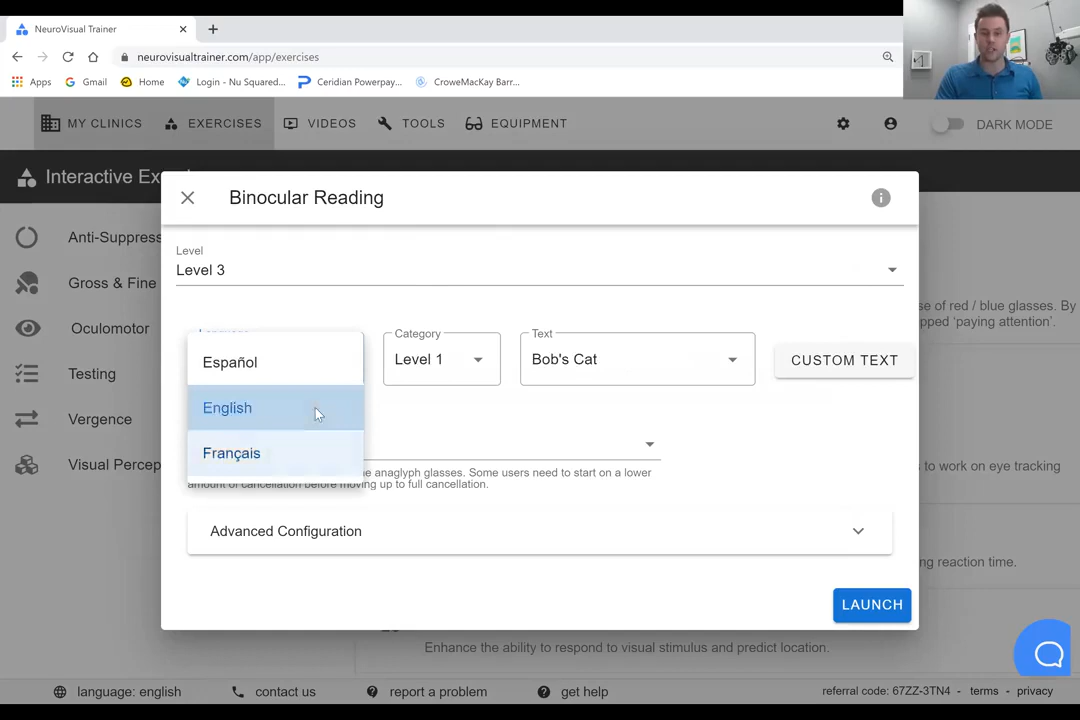 NeuroVisual Trainer
neurovisualtrainer.com/app/exercises
Apps
Gmail
Home
Login - Nu Squared...
Ceridian Powerpay...
CroweMacKay Barr...
MY CLINICS
EXERCISES
VIDEOS
TOOLS
EQUIPMENT
DARK MODE
Interactive Ex
Binocular Reading
Level
Level 3
Anti-Suppress
Gross & Fine
Oculomotor
Testing
Vergence
Visual Percep
se of red / blue glasses. By
pped 'paying attention'.
Language
Español
English
Français
Category
Level 1
Text
Bob's Cat
CUSTOM TEXT
e anaglyph glasses. Some users need to start on a lower
amount of cancellation before moving up to full cancellation.
to work on eye tracking
Advanced Configuration
ng reaction time.
LAUNCH
Enhance the ability to respond to visual stimulus and predict location.
language: english
contact us
report a problem
get help
referral code: 67ZZ-3TN4 - terms - privacy